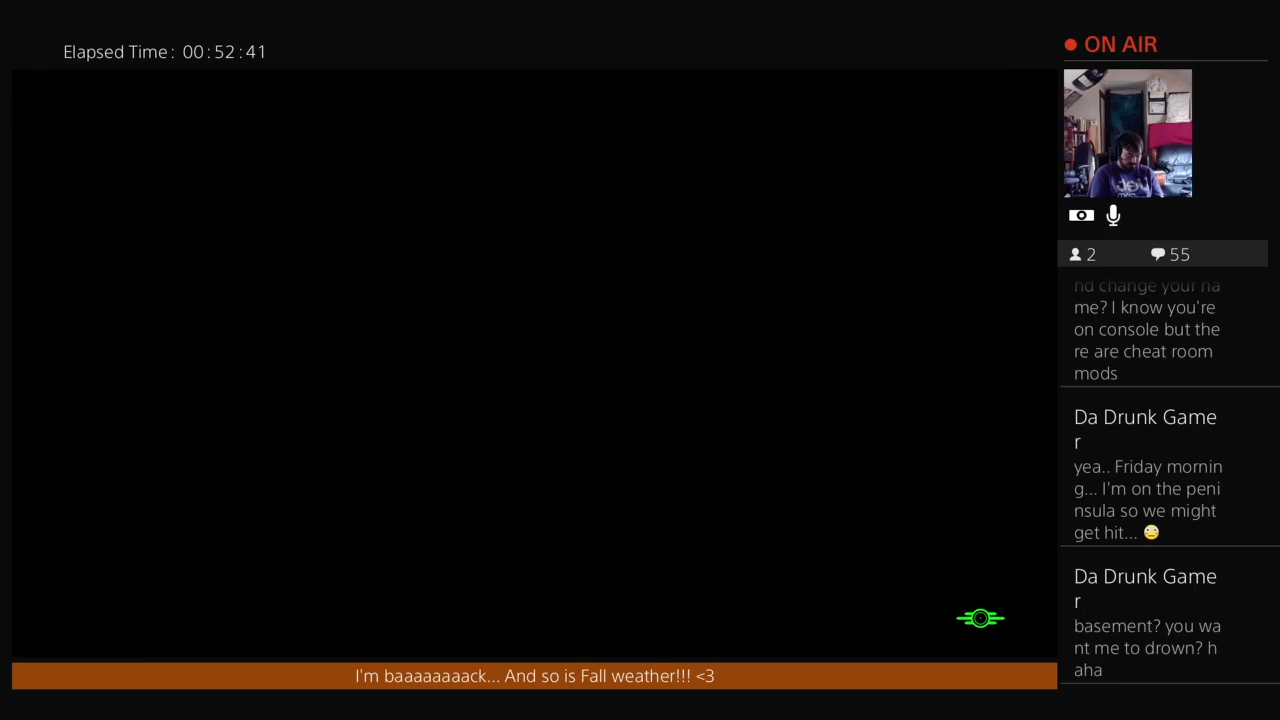 Elapsed Time: 00:52:41
ON AIR
2 55
nd change your na
me? I know you're
on console but the
re are cheat room
mods
Da Drunk Game
r
yea.. Friday mornin
g... I'm on the peni
nsula so we might
get hit... 🙄
Da Drunk Game
r
basement? you wa
nt me to drown? h
aha
I'm baaaaaaaack... And so is Fall weather!!! <3